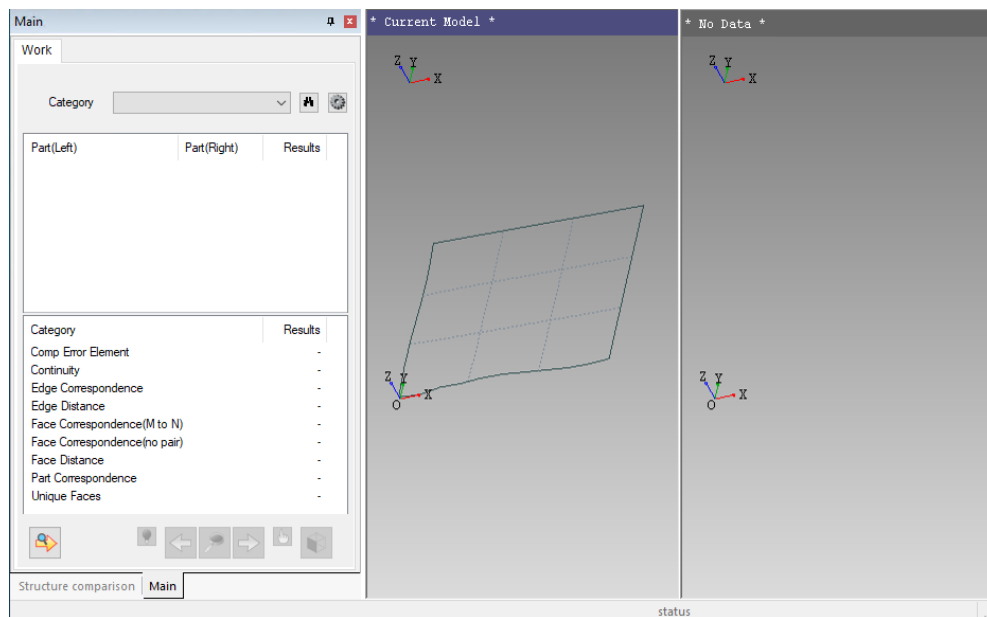 Main
Work
Category
Part(Left) Part(Right) Results
Category Results
Comp Error Element -
Continuity -
Edge Correspondence -
Edge Distance -
Face Correspondence(M to N) -
Face Correspondence(no pair) -
Face Distance -
Part Correspondence -
Unique Faces -
Structure comparison Main
* Current Model *
Z Y
X
Z Y
X
O
* No Data *
Z Y
X
Z Y
X
O
status